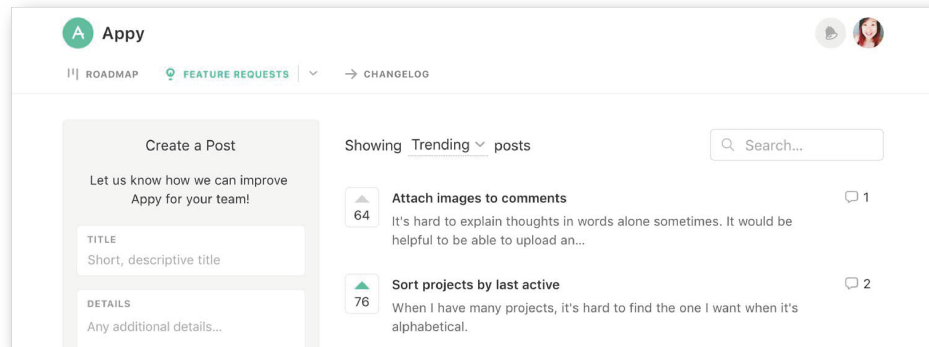 Appy
ROADMAP
FEATURE REQUESTS
CHANGELOG
Create a Post
Let us know how we can improve
Appy for your team!
TITLE
Short, descriptive title
DETAILS
Any additional details...
Showing Trending posts
Search...
64
Attach images to comments
1
It's hard to explain thoughts in words alone sometimes. It would be
helpful to be able to upload an...
76
Sort projects by last active
2
When I have many projects, it's hard to find the one I want when it's
alphabetical.